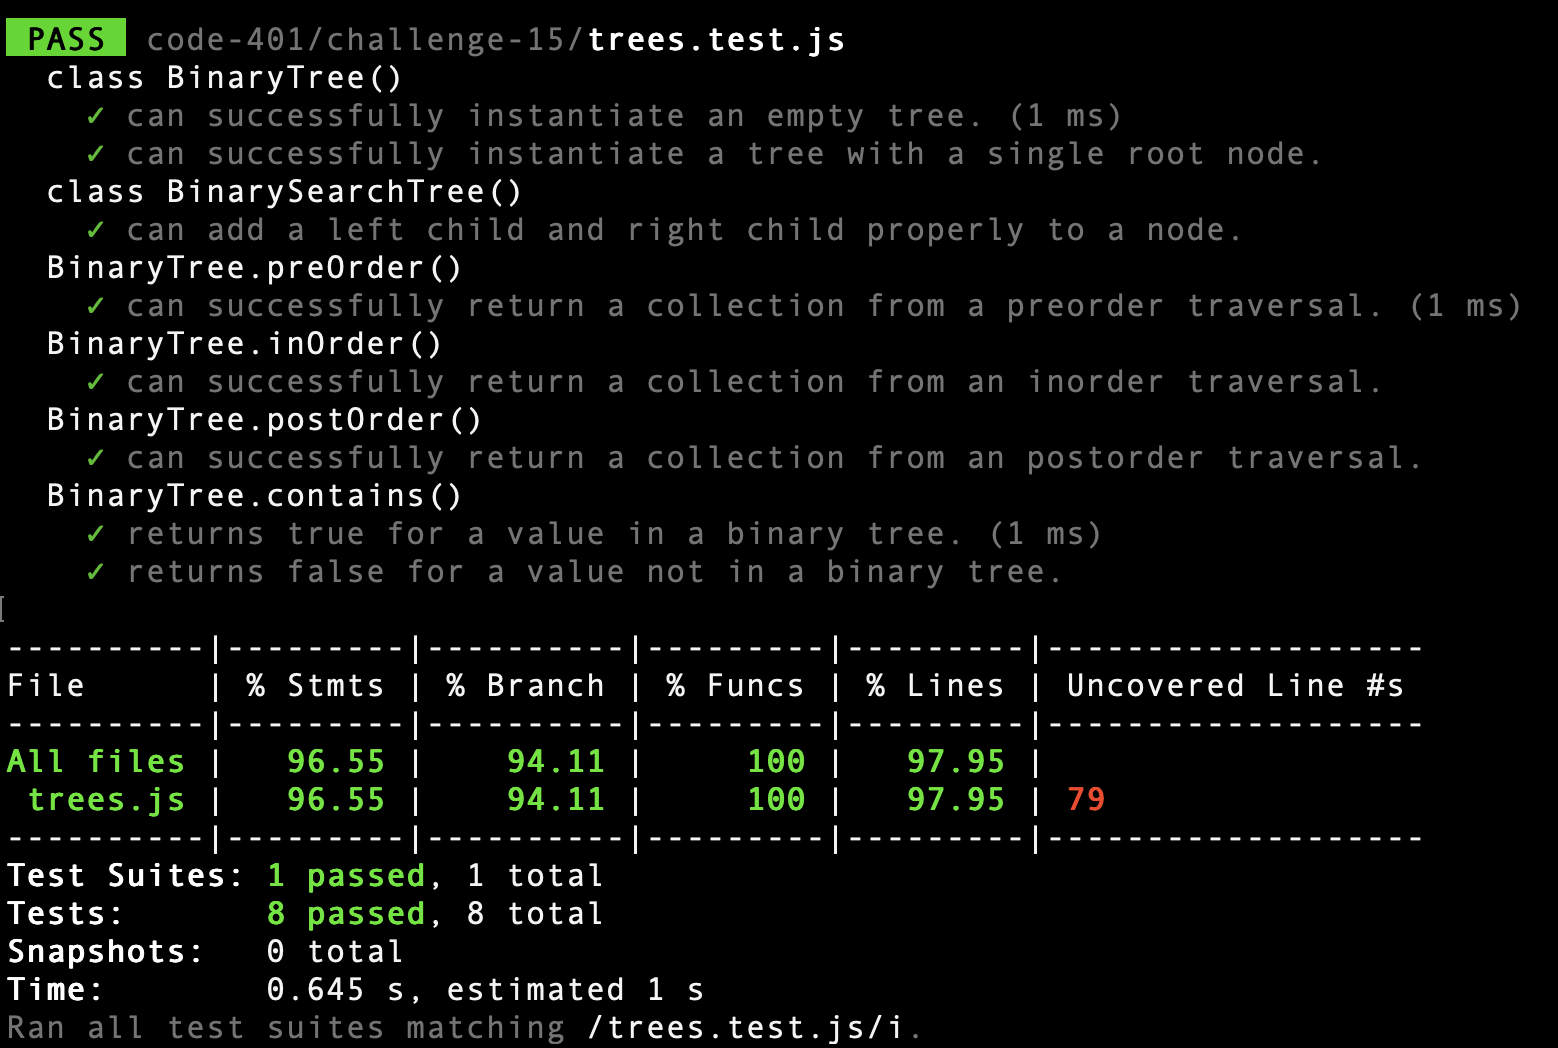 PASS code-401/challenge-15/trees.test.js
class BinaryTree()
✓ can successfully instantiate an empty tree. (1 ms)
✓ can successfully instantiate a tree with a single root node.
class BinarySearchTree()
✓ can add a left child and right child properly to a node.
BinaryTree.preOrder()
✓ can successfully return a collection from a preorder traversal. (1 ms)
BinaryTree.inOrder()
✓ can successfully return a collection from an inorder traversal.
BinaryTree.postOrder()
✓ can successfully return a collection from an postorder traversal.
BinaryTree.contains()
✓ returns true for a value in a binary tree. (1 ms)
✓ returns false for a value not in a binary tree.
----------|---------|----------|---------|---------|-------------------
File      | % Stmts | % Branch | % Funcs | % Lines | Uncovered Line #s
----------|---------|----------|---------|---------|-------------------
All files |   96.55 |    94.11 |     100 |   97.95 |
 trees.js |   96.55 |    94.11 |     100 |   97.95 | 79
----------|---------|----------|---------|---------|-------------------
Test Suites: 1 passed, 1 total
Tests:       8 passed, 8 total
Snapshots:   0 total
Time:        0.645 s, estimated 1 s
Ran all test suites matching /trees.test.js/i.